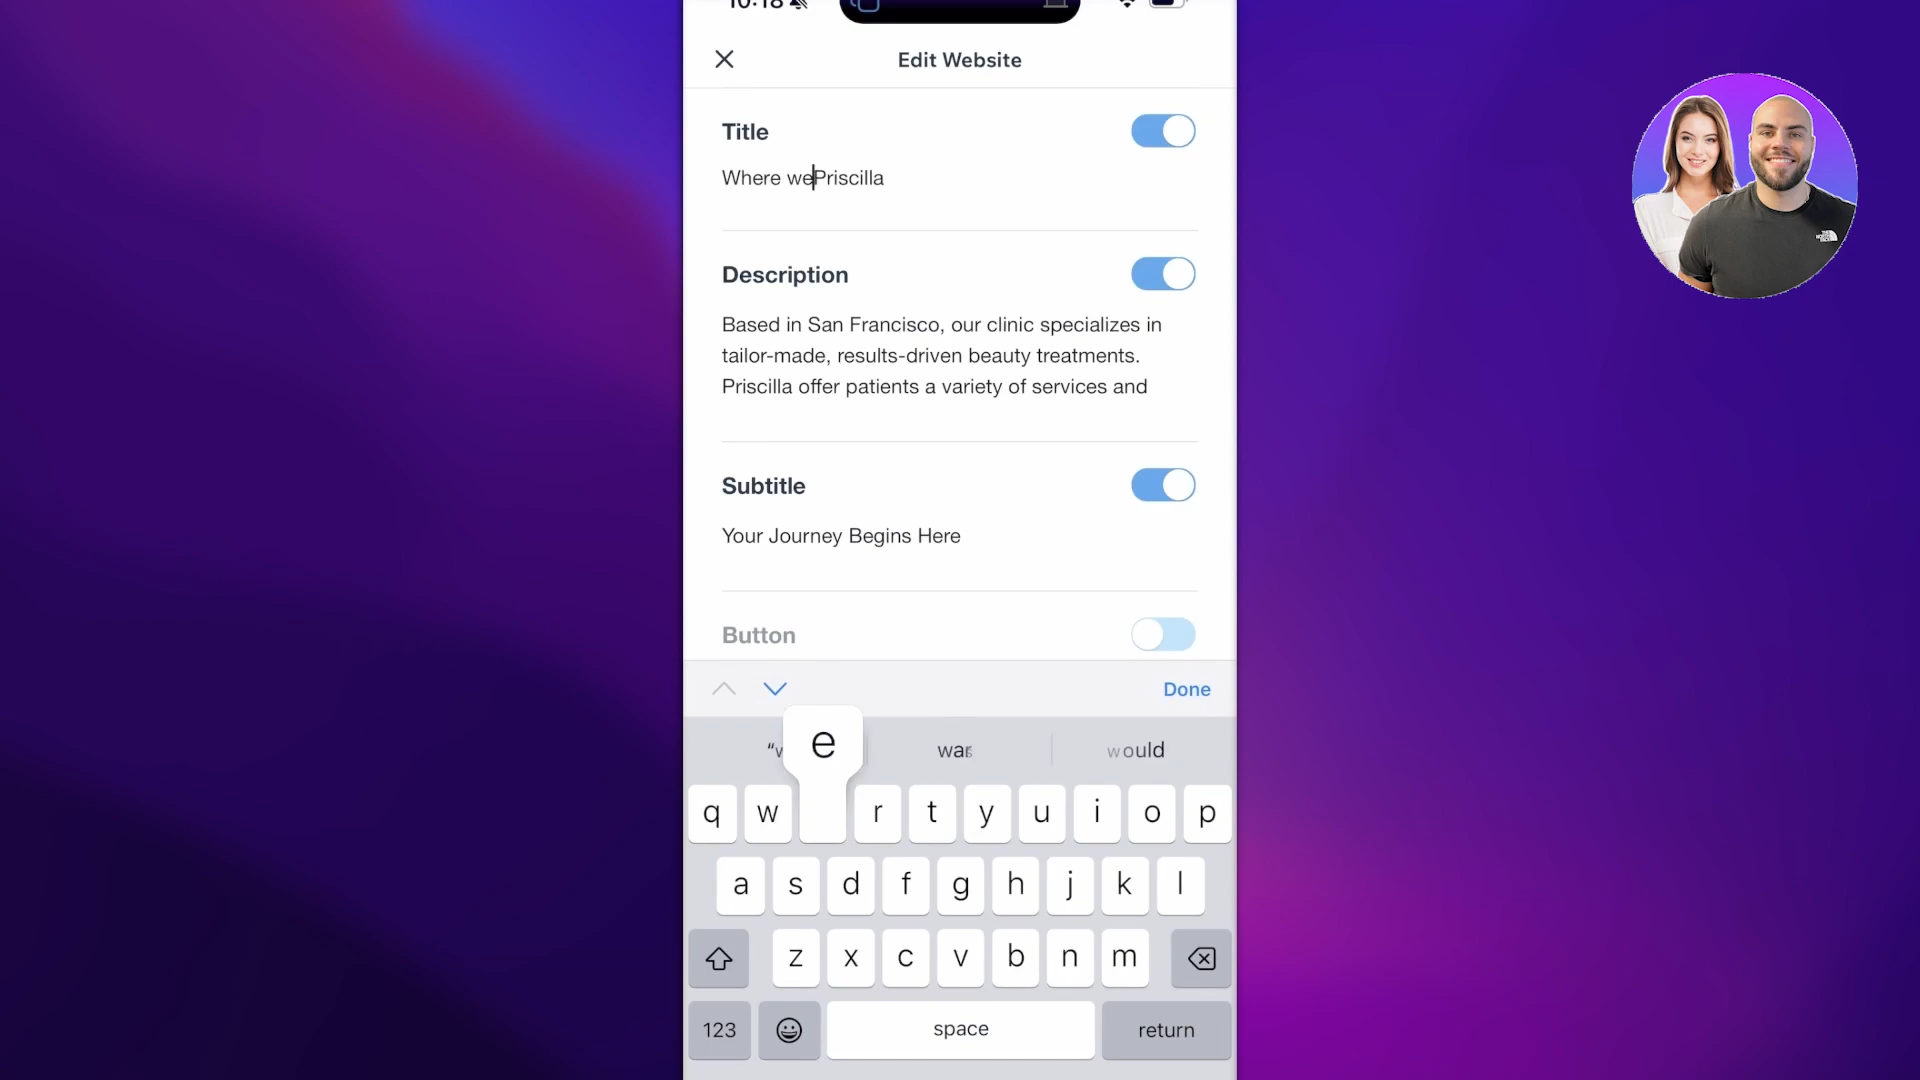 10:18
Edit Website
Title
Where wePriscilla
Description
Based in San Francisco, our clinic specializes in
tailor-made, results-driven beauty treatments.
Priscilla offer patients a variety of services and
Subtitle
Your Journey Begins Here
Button
Done
e
would
q w r t y u i o p
a s d f g h j k l
z x c v b n m
123 space return